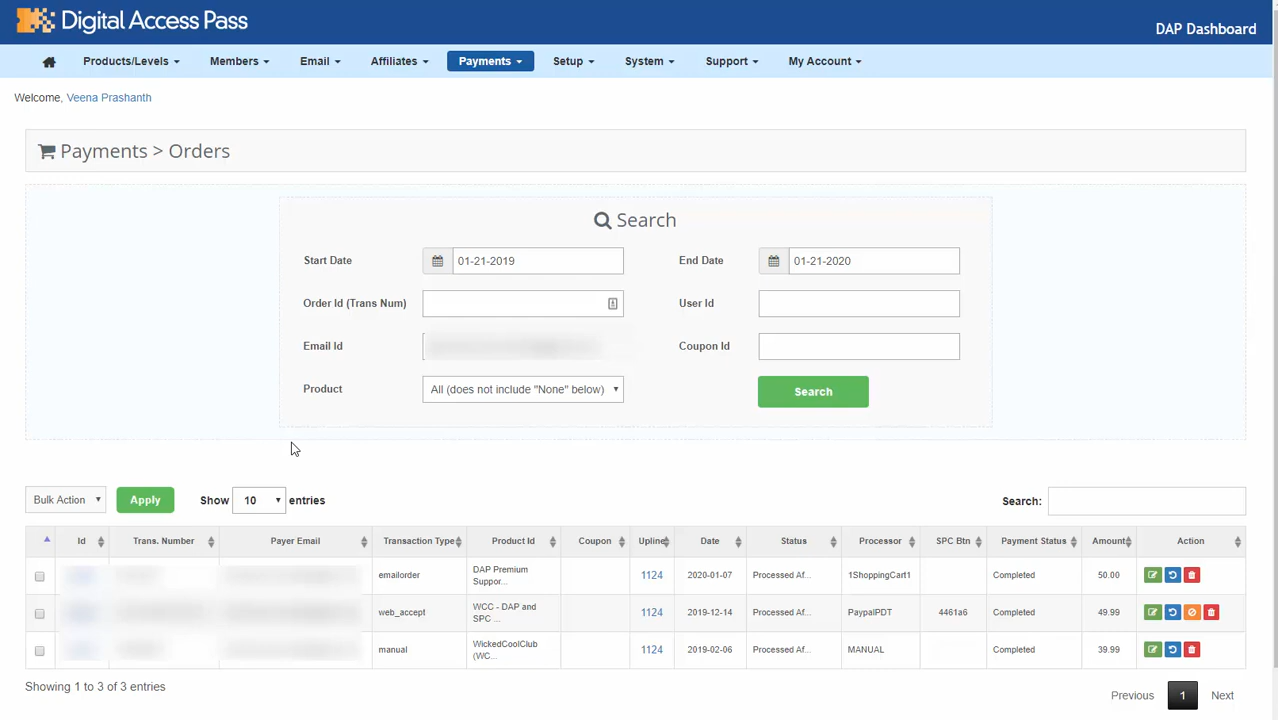 Digital Access Pass
DAP Dashboard
Products/Levels Members Email Affiliates Payments Setup System Support My Account
Welcome, Veena Prashanth
Payments > Orders
Search
Start Date 01-21-2019 End Date 01-21-2020
Order Id (Trans Num) User Id
Email Id Coupon Id
Product All (does not include "None" below) Search
Bulk Action Apply Show 10 entries Search:
Id Trans. Number Payer Email Transaction Type Product Id Coupon Upline Date Status Processor SPC Btn Payment Status Amount Action
emailorder DAP Premium Suppor... 1124 2020-01-07 Processed Af... 1ShoppingCart1 Completed 50.00
web_accept WCC - DAP and SPC ... 1124 2019-12-14 Processed Af... PaypalPDT 4461a6 Completed 49.99
manual WickedCoolClub (WC... 1124 2019-02-06 Processed Af... MANUAL Completed 39.99
Showing 1 to 3 of 3 entries
Previous 1 Next